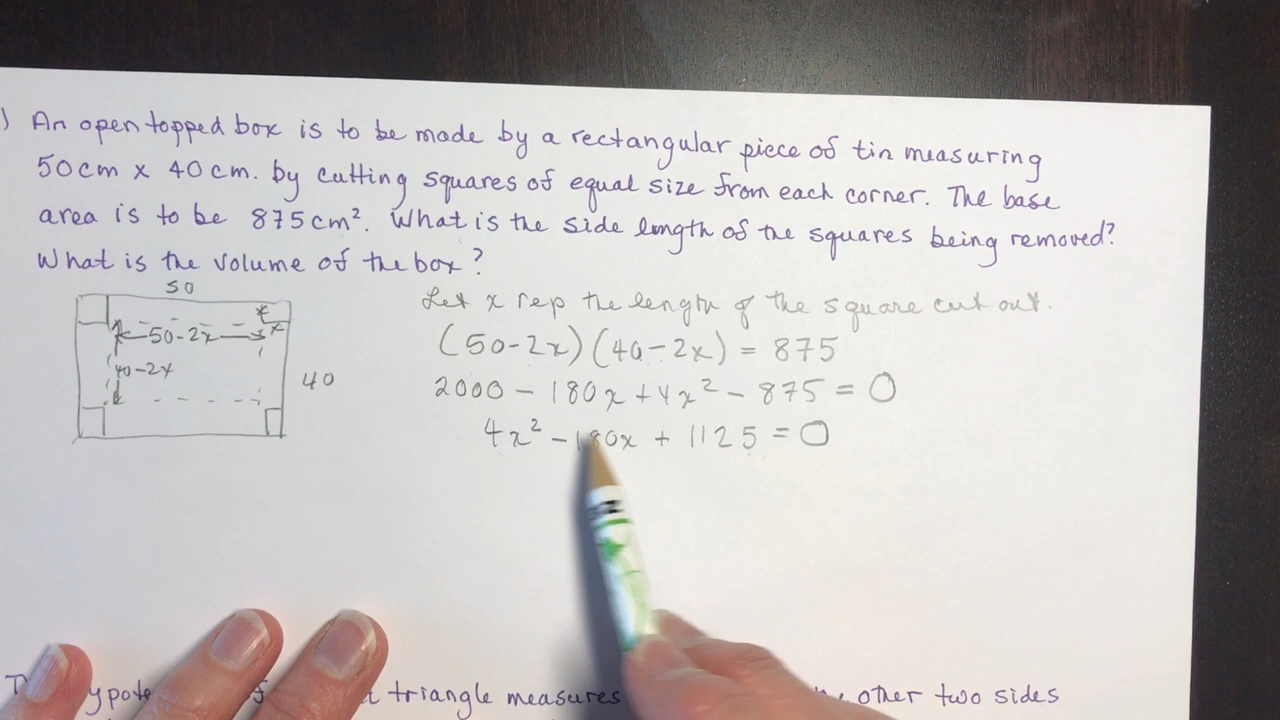 ) An open topped box is to be made by a rectangular piece of tin measuring
50cm x 40cm. by cutting squares of equal size from each corner. The base
area is to be 875cm². What is the side length of the squares being removed?
What is the volume of the box?
50
x
50-2x
x
40-2x
40
Let x rep the length of the square cut out.
(50-2x)(40-2x) = 875
2000 - 180x + 4x² - 875 = 0
4x² - 180x + 1125 = 0
triangle measures
other two sides